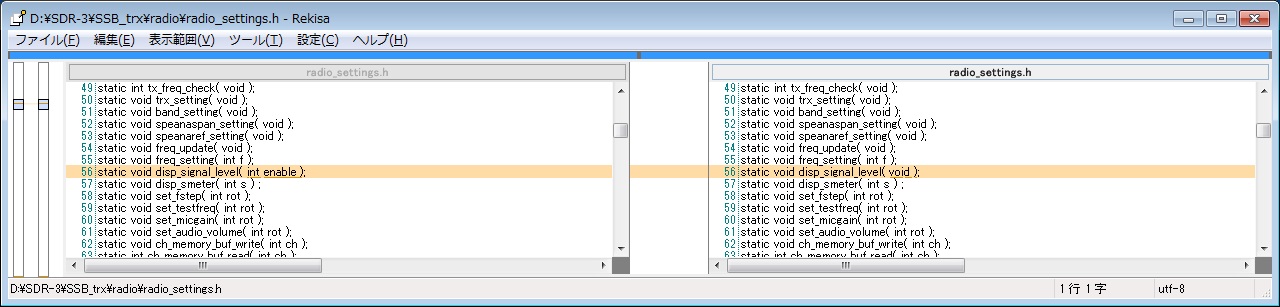 D:¥SDR-3¥SSB_trx¥radio¥radio_settings.h - Rekisa
ファイル(F) 編集(E) 表示範囲(V) ツール(T) 設定(C) ヘルプ(H)
radio_settings.h
49 static int tx_freq_check( void );
50 static void trx_setting( void );
51 static void band_setting( void );
52 static void speanaspan_setting( void );
53 static void speanaref_setting( void );
54 static void freq_update( void );
55 static void freq_setting( int f );
56 static void disp_signal_level( int enable );
57 static void disp_smeter( int s ) ;
58 static void set_fstep( int rot );
59 static void set_testfreq( int rot );
60 static void set_micgain( int rot );
61 static void set_audio_volume( int rot );
62 static void ch_memory_buf_write( int ch );
63 static int ch_memory_buf_read( int ch );
radio_settings.h
49 static int tx_freq_check( void );
50 static void trx_setting( void );
51 static void band_setting( void );
52 static void speanaspan_setting( void );
53 static void speanaref_setting( void );
54 static void freq_update( void );
55 static void freq_setting( int f );
56 static void disp_signal_level( void );
57 static void disp_smeter( int s ) ;
58 static void set_fstep( int rot );
59 static void set_testfreq( int rot );
60 static void set_micgain( int rot );
61 static void set_audio_volume( int rot );
62 static void ch_memory_buf_write( int ch );
63 static int ch_memory_buf_read( int ch );
D:¥SDR-3¥SSB_trx¥radio¥radio_settings.h 1 行 1 字 utf-8